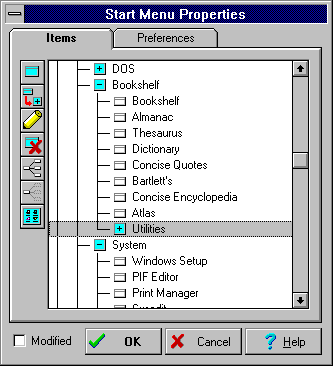 Start Menu Properties
Items
Preferences
DOS
Bookshelf
Bookshelf
Almanac
Thesaurus
Dictionary
Concise Quotes
Bartlett's
Concise Encyclopedia
Atlas
Utilities
System
Windows Setup
PIF Editor
Print Manager
Modified
OK
Cancel
? Help